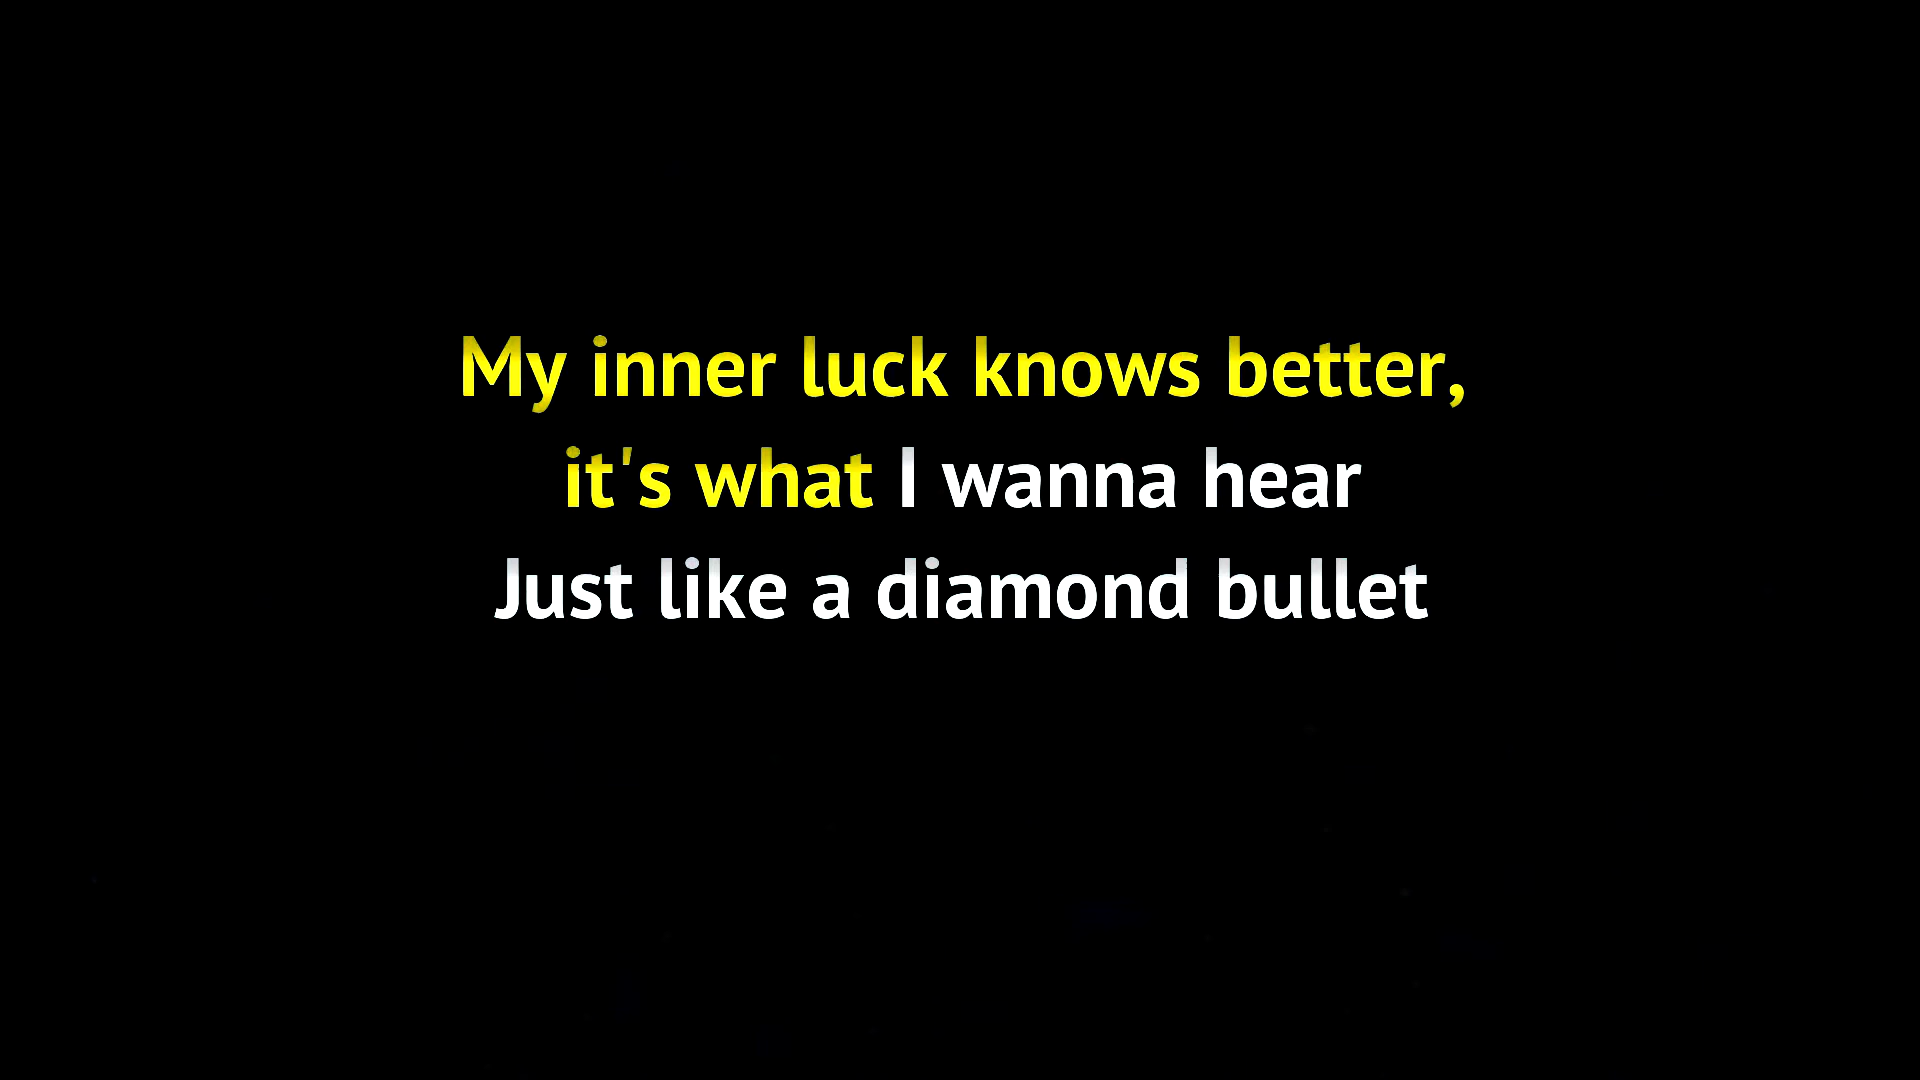 My inner luck knows better,
it's what I wanna hear
Just like a diamond bullet